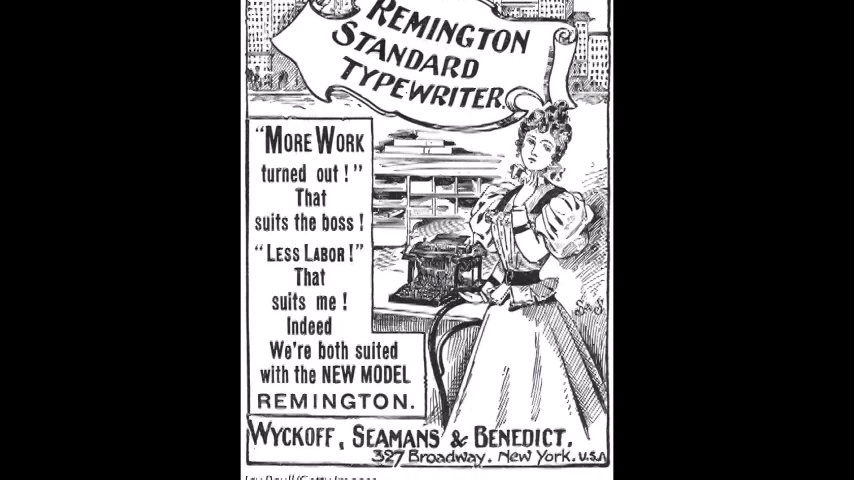 REMINGTON
STANDARD
TYPEWRITER
"MORE WORK
turned out!"
That
suits the boss!
"LESS LABOR!"
That
suits me!
Indeed
We're both suited
with the NEW MODEL
REMINGTON.
WYCKOFF, SEAMANS & BENEDICT.
327 Broadway. New York. U.S.A